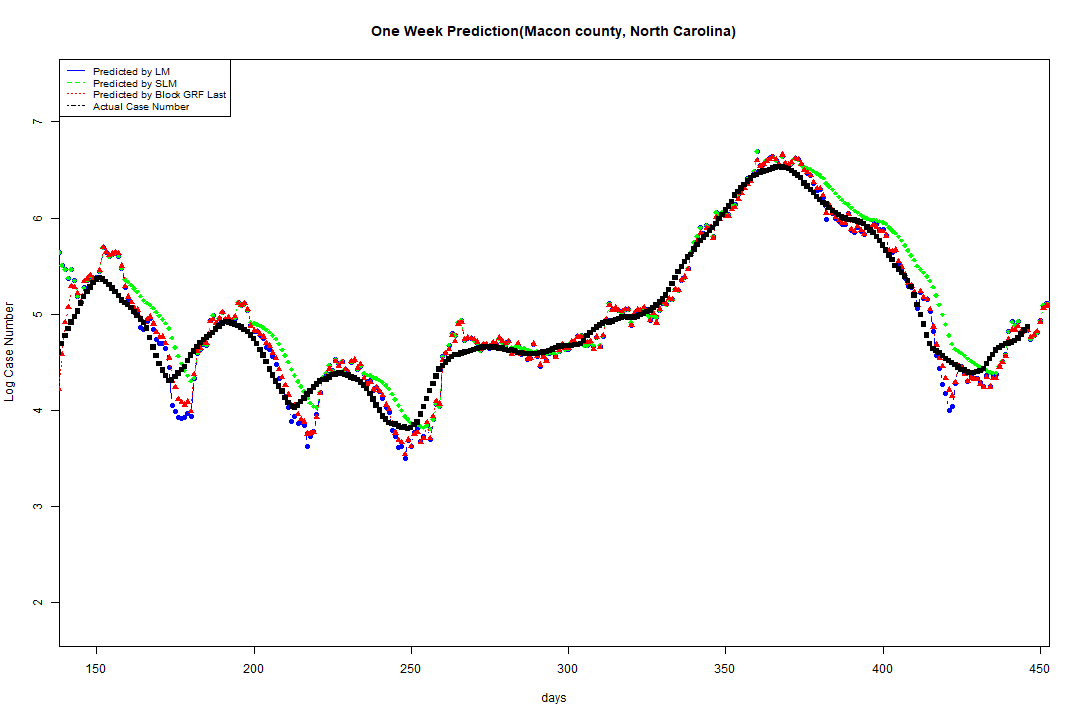 One Week Prediction(Macon county, North Carolina)
Predicted by LM
Predicted by SLM
Predicted by Block GRF Last
Actual Case Number
7
6
5
4
3
2
Log Case Number
150 200 250 300 350 400 450
days